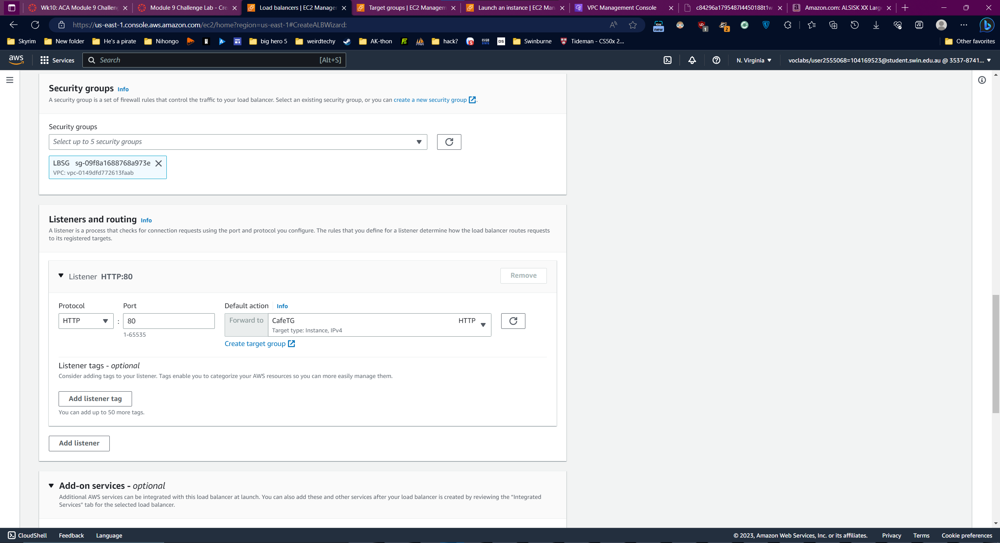 Wk10: ACA Module 9 Challeng
Module 9 Challenge Lab - Cre
Load balancers | EC2 Manager
Target groups | EC2 Managem
Launch an instance | EC2 Man
VPC Management Console
c84296a1795487l4450188t1w
Amazon.com: ALSISK XX Large
https://us-east-1.console.aws.amazon.com/ec2/home?region=us-east-1#CreateALBWizard:
new
1
2
Skyrim
New folder
He's a pirate
Nihongo
big hero 5
weirdtechy
AK-thon
hack?
DS
Swinburne
Tideman - CS50x 2...
Other favorites
aws
Services
Search
[Alt+S]
N. Virginia
voclabs/user2555068=104169523@student.swin.edu.au @ 3537-8741...
Security groups Info
A security group is a set of firewall rules that control the traffic to your load balancer. Select an existing security group, or you can create a new security group.
Security groups
Select up to 5 security groups
LBSG sg-09f8a1688768a973e
VPC: vpc-0149dfd772613faab
Listeners and routing Info
A listener is a process that checks for connection requests using the port and protocol you configure. The rules that you define for a listener determine how the load balancer routes requests
to its registered targets.
Listener HTTP:80
Remove
Protocol
Port
Default action
Info
HTTP
:
80
1-65535
Forward to
CafeTG
HTTP
Target type: Instance, IPv4
Create target group
Listener tags - optional
Consider adding tags to your listener. Tags enable you to categorize your AWS resources so you can more easily manage them.
Add listener tag
You can add up to 50 more tags.
Add listener
Add-on services - optional
Additional AWS services can be integrated with this load balancer at launch. You can also add these and other services after your load balancer is created by reviewing the “Integrated
Services” tab for the selected load balancer.
CloudShell
Feedback
Language
© 2023, Amazon Web Services, Inc. or its affiliates.
Privacy
Terms
Cookie preferences